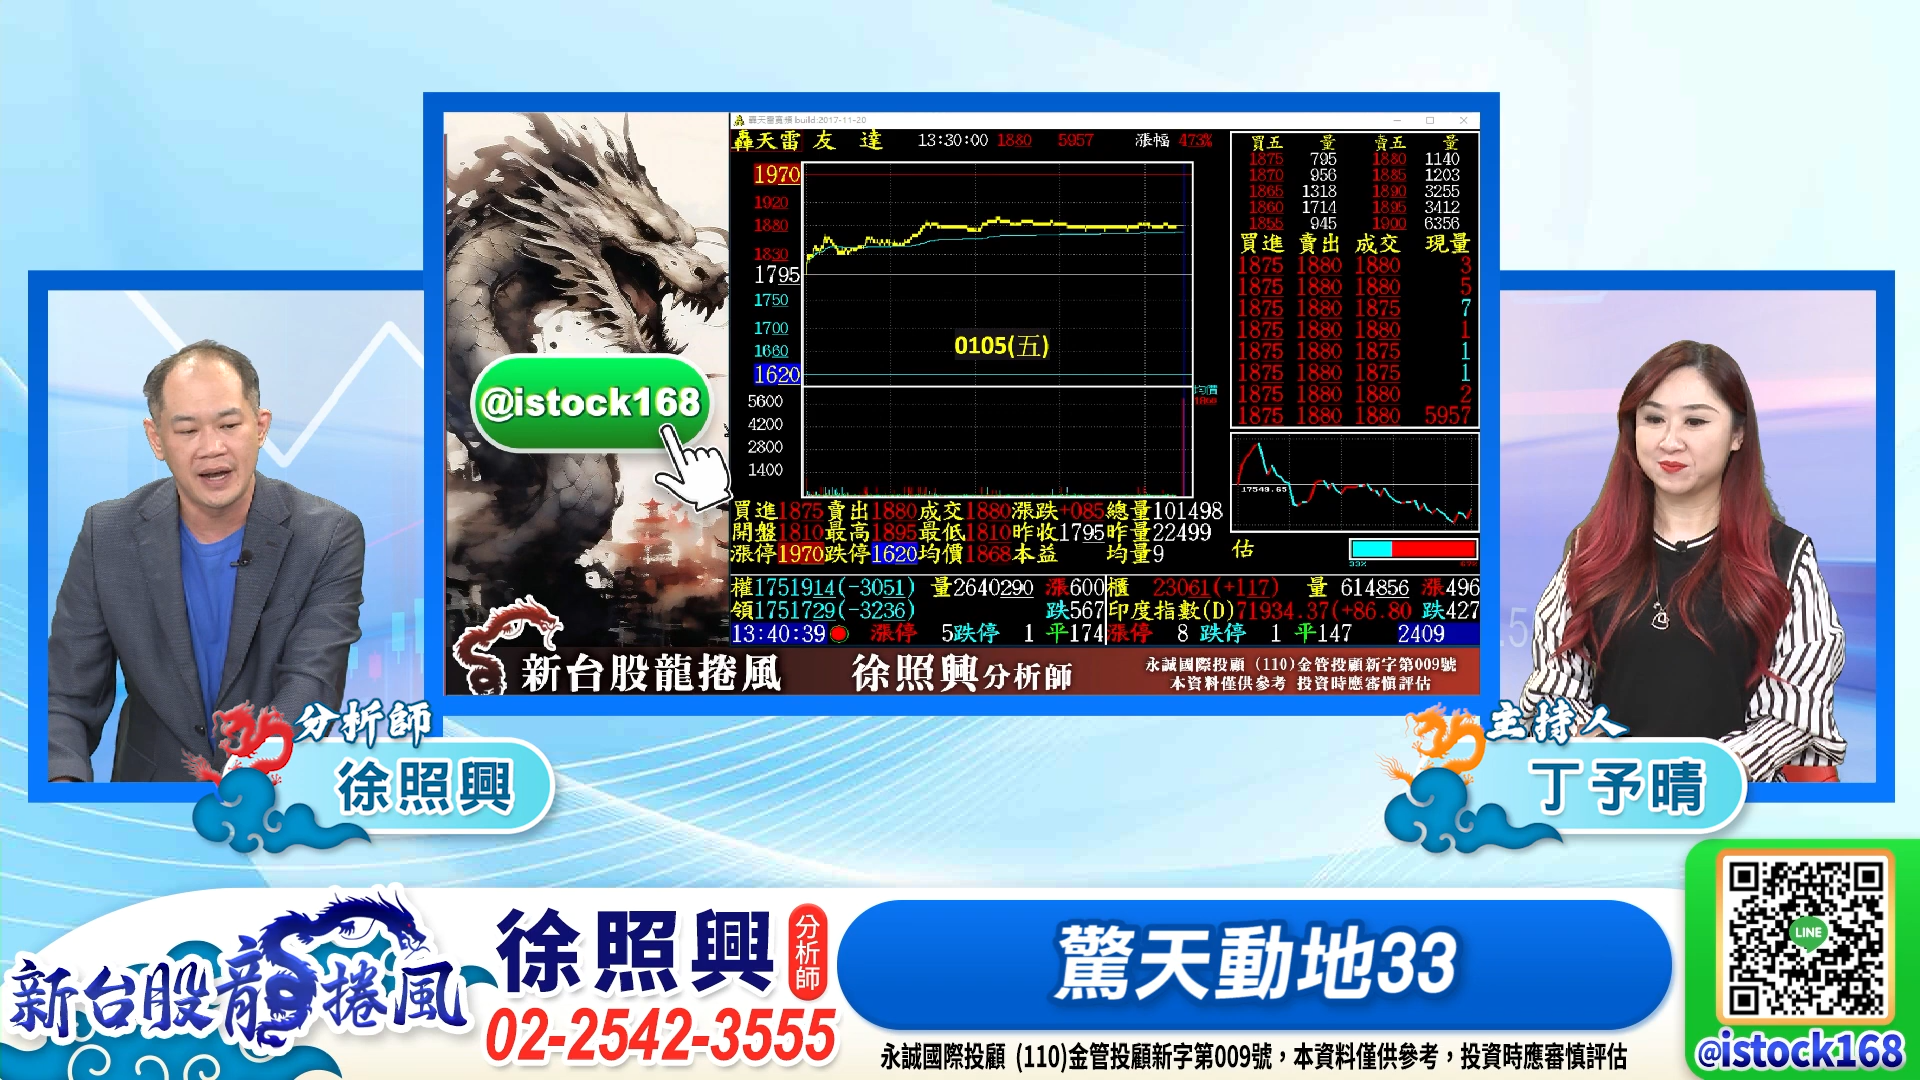 轟天雷寶頻 build:2017-11-20
轟天雷 友 達 13:30:00 1880 5957 漲幅 473%
1970
1920
1880
1830
1795
1750
1700
1660
1620
5600
4200
2800
1400
0105(五)
均價
1868
買五 量 賣五 量
1875 795 1880 1140
1870 956 1885 1203
1865 1318 1890 3255
1860 1714 1895 3412
1855 945 1900 6356
買進 賣出 成交 現量
1875 1880 1880 3
1875 1880 1880 5
1875 1880 1875 7
1875 1880 1880 1
1875 1880 1875 1
1875 1880 1875 1
1875 1880 1880 2
1875 1880 1880 5957
17549.65
估
33% 67%
買進1875賣出1880成交1880漲跌+085總量101498
開盤1810最高1895最低1810昨收1795昨量22499
漲停1970跌停1620均價1868本益 均量9
權1751914(-3051) 量2640290 漲600櫃 23061(+117) 量 614856 漲496
領1751729(-3236) 跌567印度指數(D)71934.37(+86.80 跌427
13:40:39 漲停 5跌停 1 平174漲停 8 跌停 1 平147 2409
@istock168
新台股龍捲風 徐照興分析師
永誠國際投顧 (110)金管投顧新字第009號
本資料僅供參考 投資時應審慎評估
分析師
徐照興
主持人
丁予晴
新台股龍捲風
徐照興 分析師
02-2542-3555
驚天動地33
永誠國際投顧 (110)金管投顧新字第009號，本資料僅供參考，投資時應審慎評估
LINE
@istock168